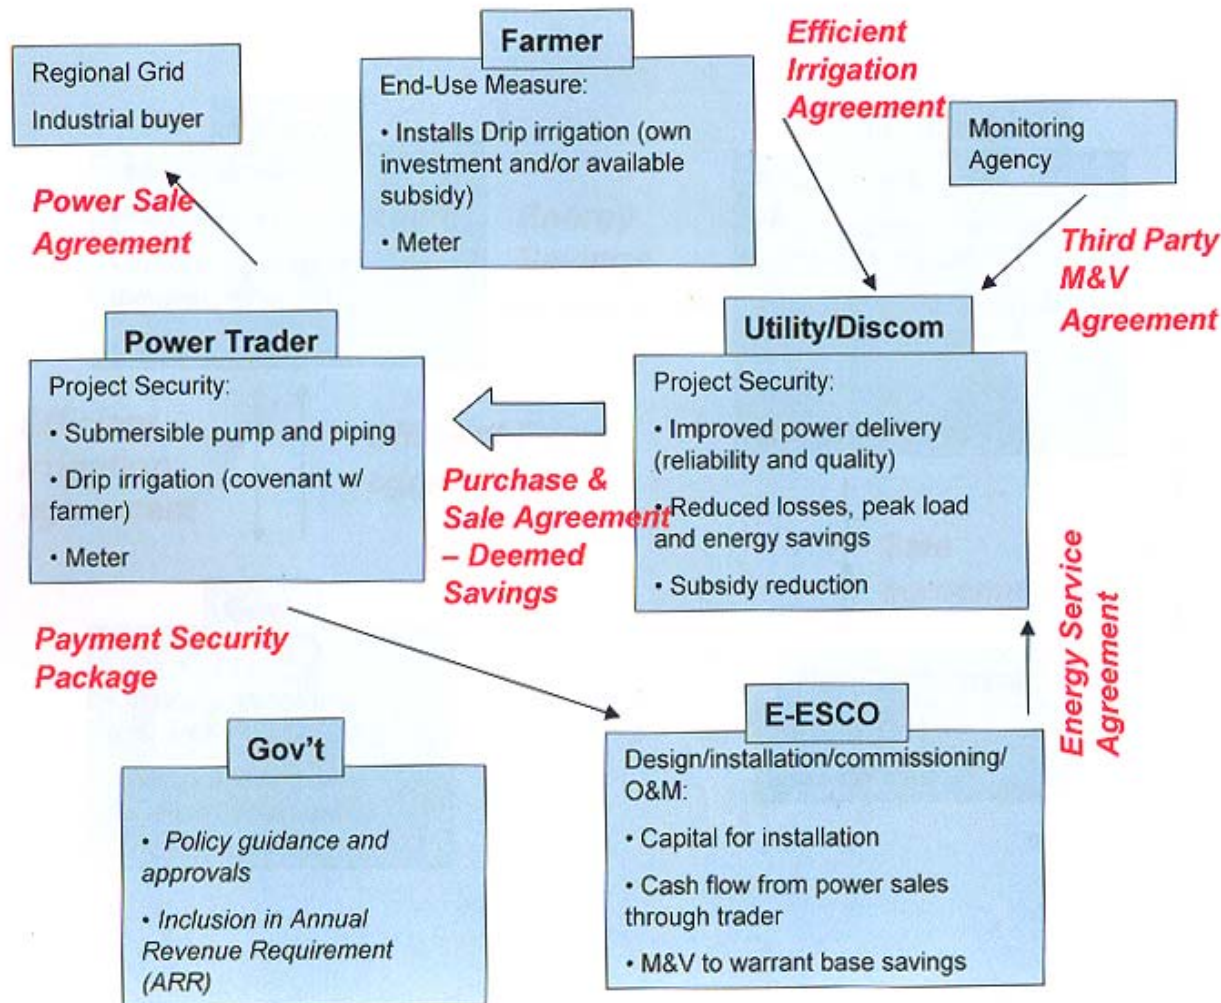 Farmer
End-Use Measure:
• Installs Drip irrigation (own
investment and/or available
subsidy)
• Meter
Regional Grid
Industrial buyer
Efficient
Irrigation
Agreement
Monitoring
Agency
Power Sale
Agreement
Third Party
M&V
Agreement
Power Trader
Project Security:
• Submersible pump and piping
• Drip irrigation (covenant w/
farmer)
• Meter
Utility/Discom
Project Security:
• Improved power delivery
(reliability and quality)
• Reduced losses, peak load
and energy savings
• Subsidy reduction
Purchase &
Sale Agreement
– Deemed
Savings
Payment Security
Package
Energy Service
Agreement
Gov't
• Policy guidance and
approvals
• Inclusion in Annual
Revenue Requirement
(ARR)
E-ESCO
Design/installation/commissioning/
O&M:
• Capital for installation
• Cash flow from power sales
through trader
• M&V to warrant base savings